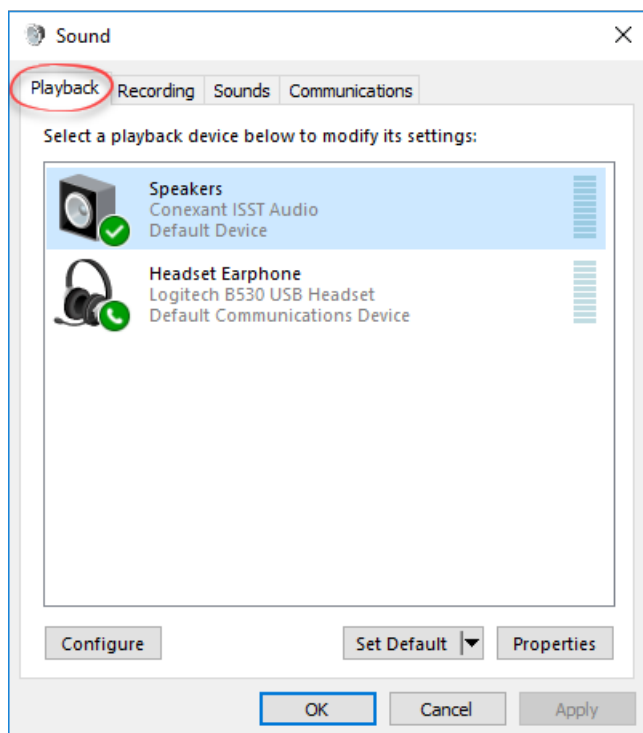 Sound
Playback Recording Sounds Communications
Select a playback device below to modify its settings:
Speakers
Conexant ISST Audio
Default Device
Headset Earphone
Logitech B530 USB Headset
Default Communications Device
Configure Set Default Properties
OK Cancel Apply